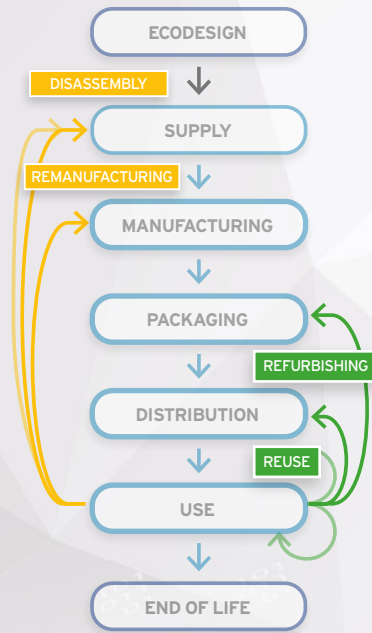 ECODESIGN
DISASSEMBLY
SUPPLY
REMANUFACTURING
MANUFACTURING
PACKAGING
REFURBISHING
DISTRIBUTION
REUSE
USE
END OF LIFE